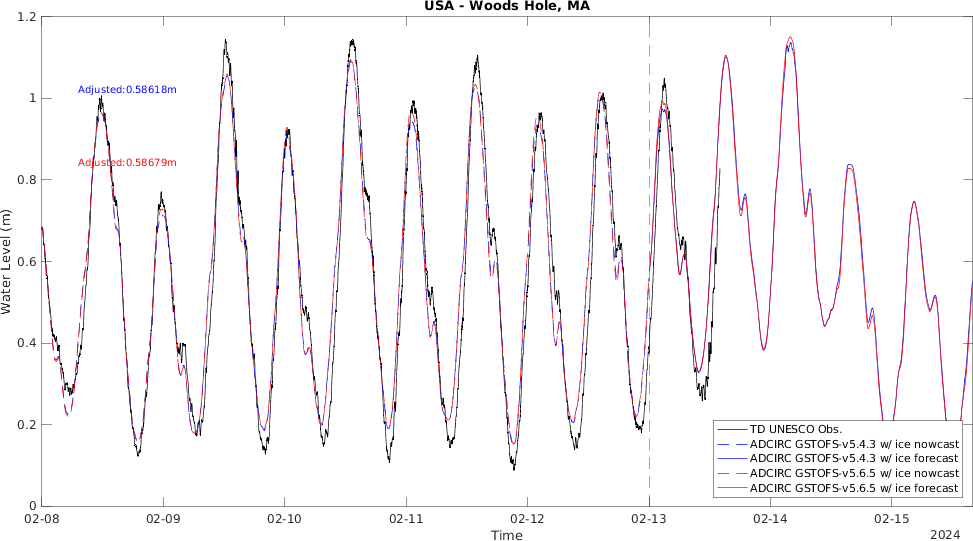 USA - Woods Hole, MA
1.2
1
0.8
0.6
0.4
0.2
0
Water Level (m)
Adjusted:0.58618m
Adjusted:0.58679m
TD UNESCO Obs.
ADCIRC GSTOFS-v5.4.3 w/ ice nowcast
ADCIRC GSTOFS-v5.4.3 w/ ice forecast
ADCIRC GSTOFS-v5.6.5 w/ ice nowcast
ADCIRC GSTOFS-v5.6.5 w/ ice forecast
02-08 02-09 02-10 02-11 02-12 02-13 02-14 02-15
Time
2024